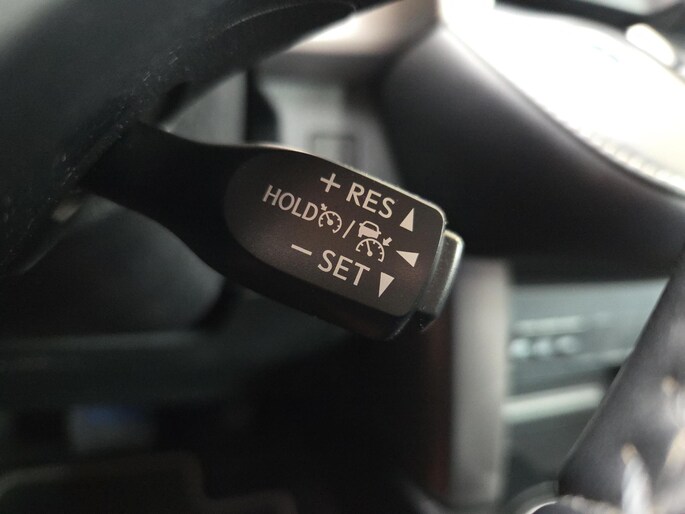 + RES
HOLD /
− SET